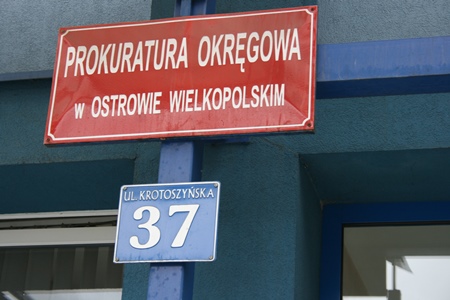 PROKURATURA OKRĘGOWA
w OSTROWIE WIELKOPOLSKIM
UL. KROTOSZYŃSKA
37